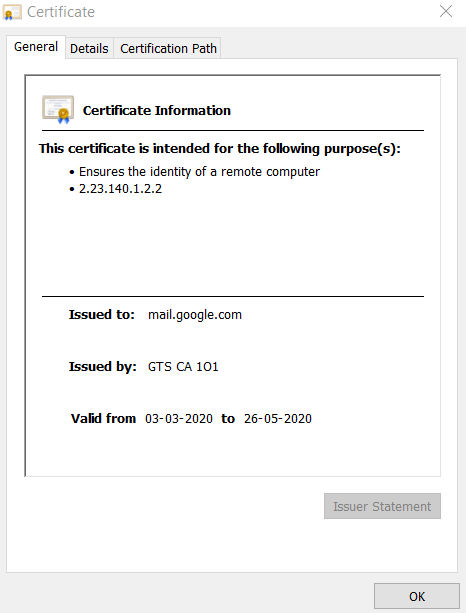 Certificate
General Details Certification Path
Certificate Information
This certificate is intended for the following purpose(s):
• Ensures the identity of a remote computer
• 2.23.140.1.2.2
Issued to: mail.google.com
Issued by: GTS CA 1O1
Valid from 03-03-2020 to 26-05-2020
Issuer Statement
OK